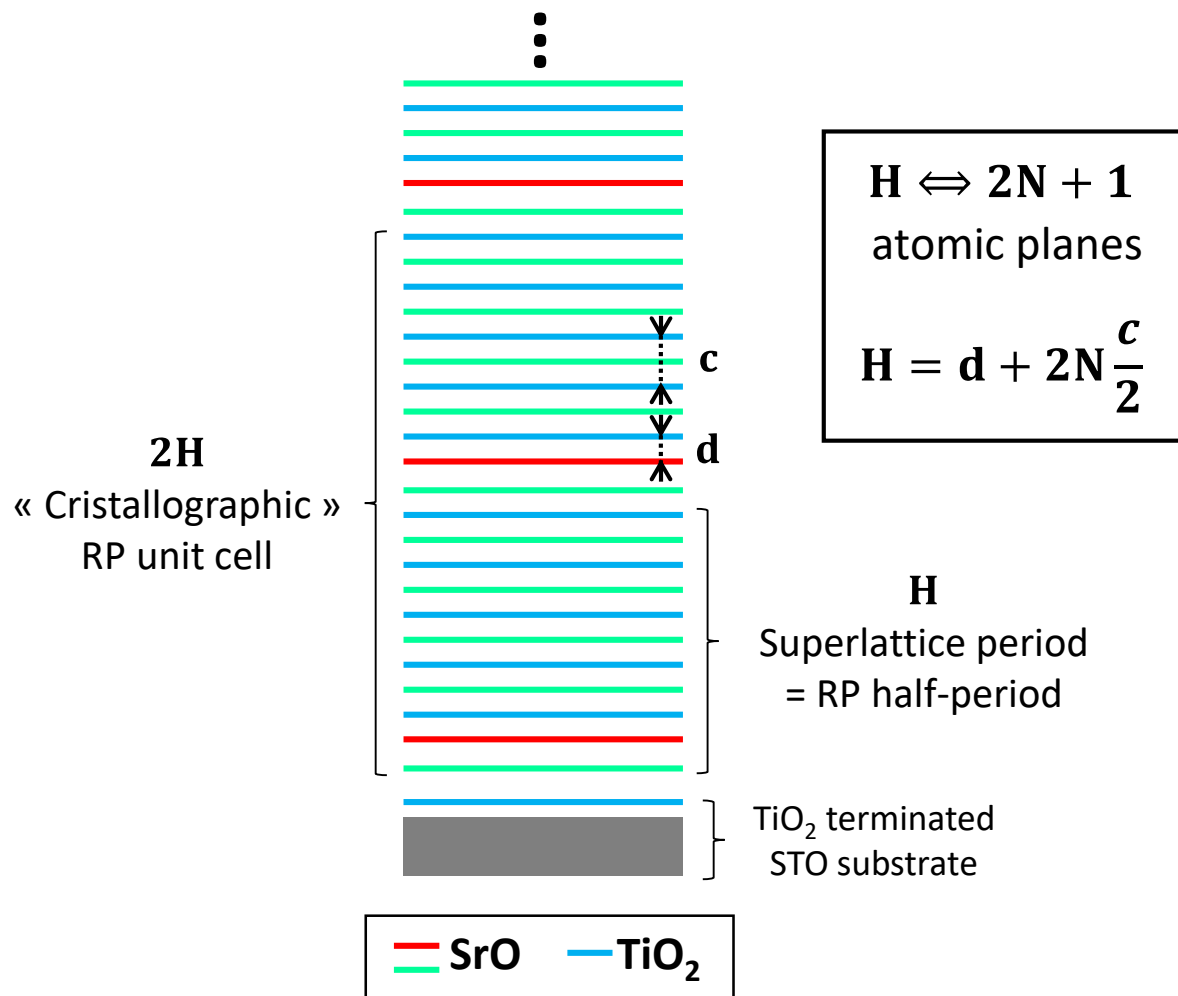 H ⟺ 2N + 1
atomic planes
H = d + 2N c/2
c
d
2H
« Cristallographic »
RP unit cell
H
Superlattice period
= RP half-period
TiO₂ terminated
STO substrate
SrO TiO₂